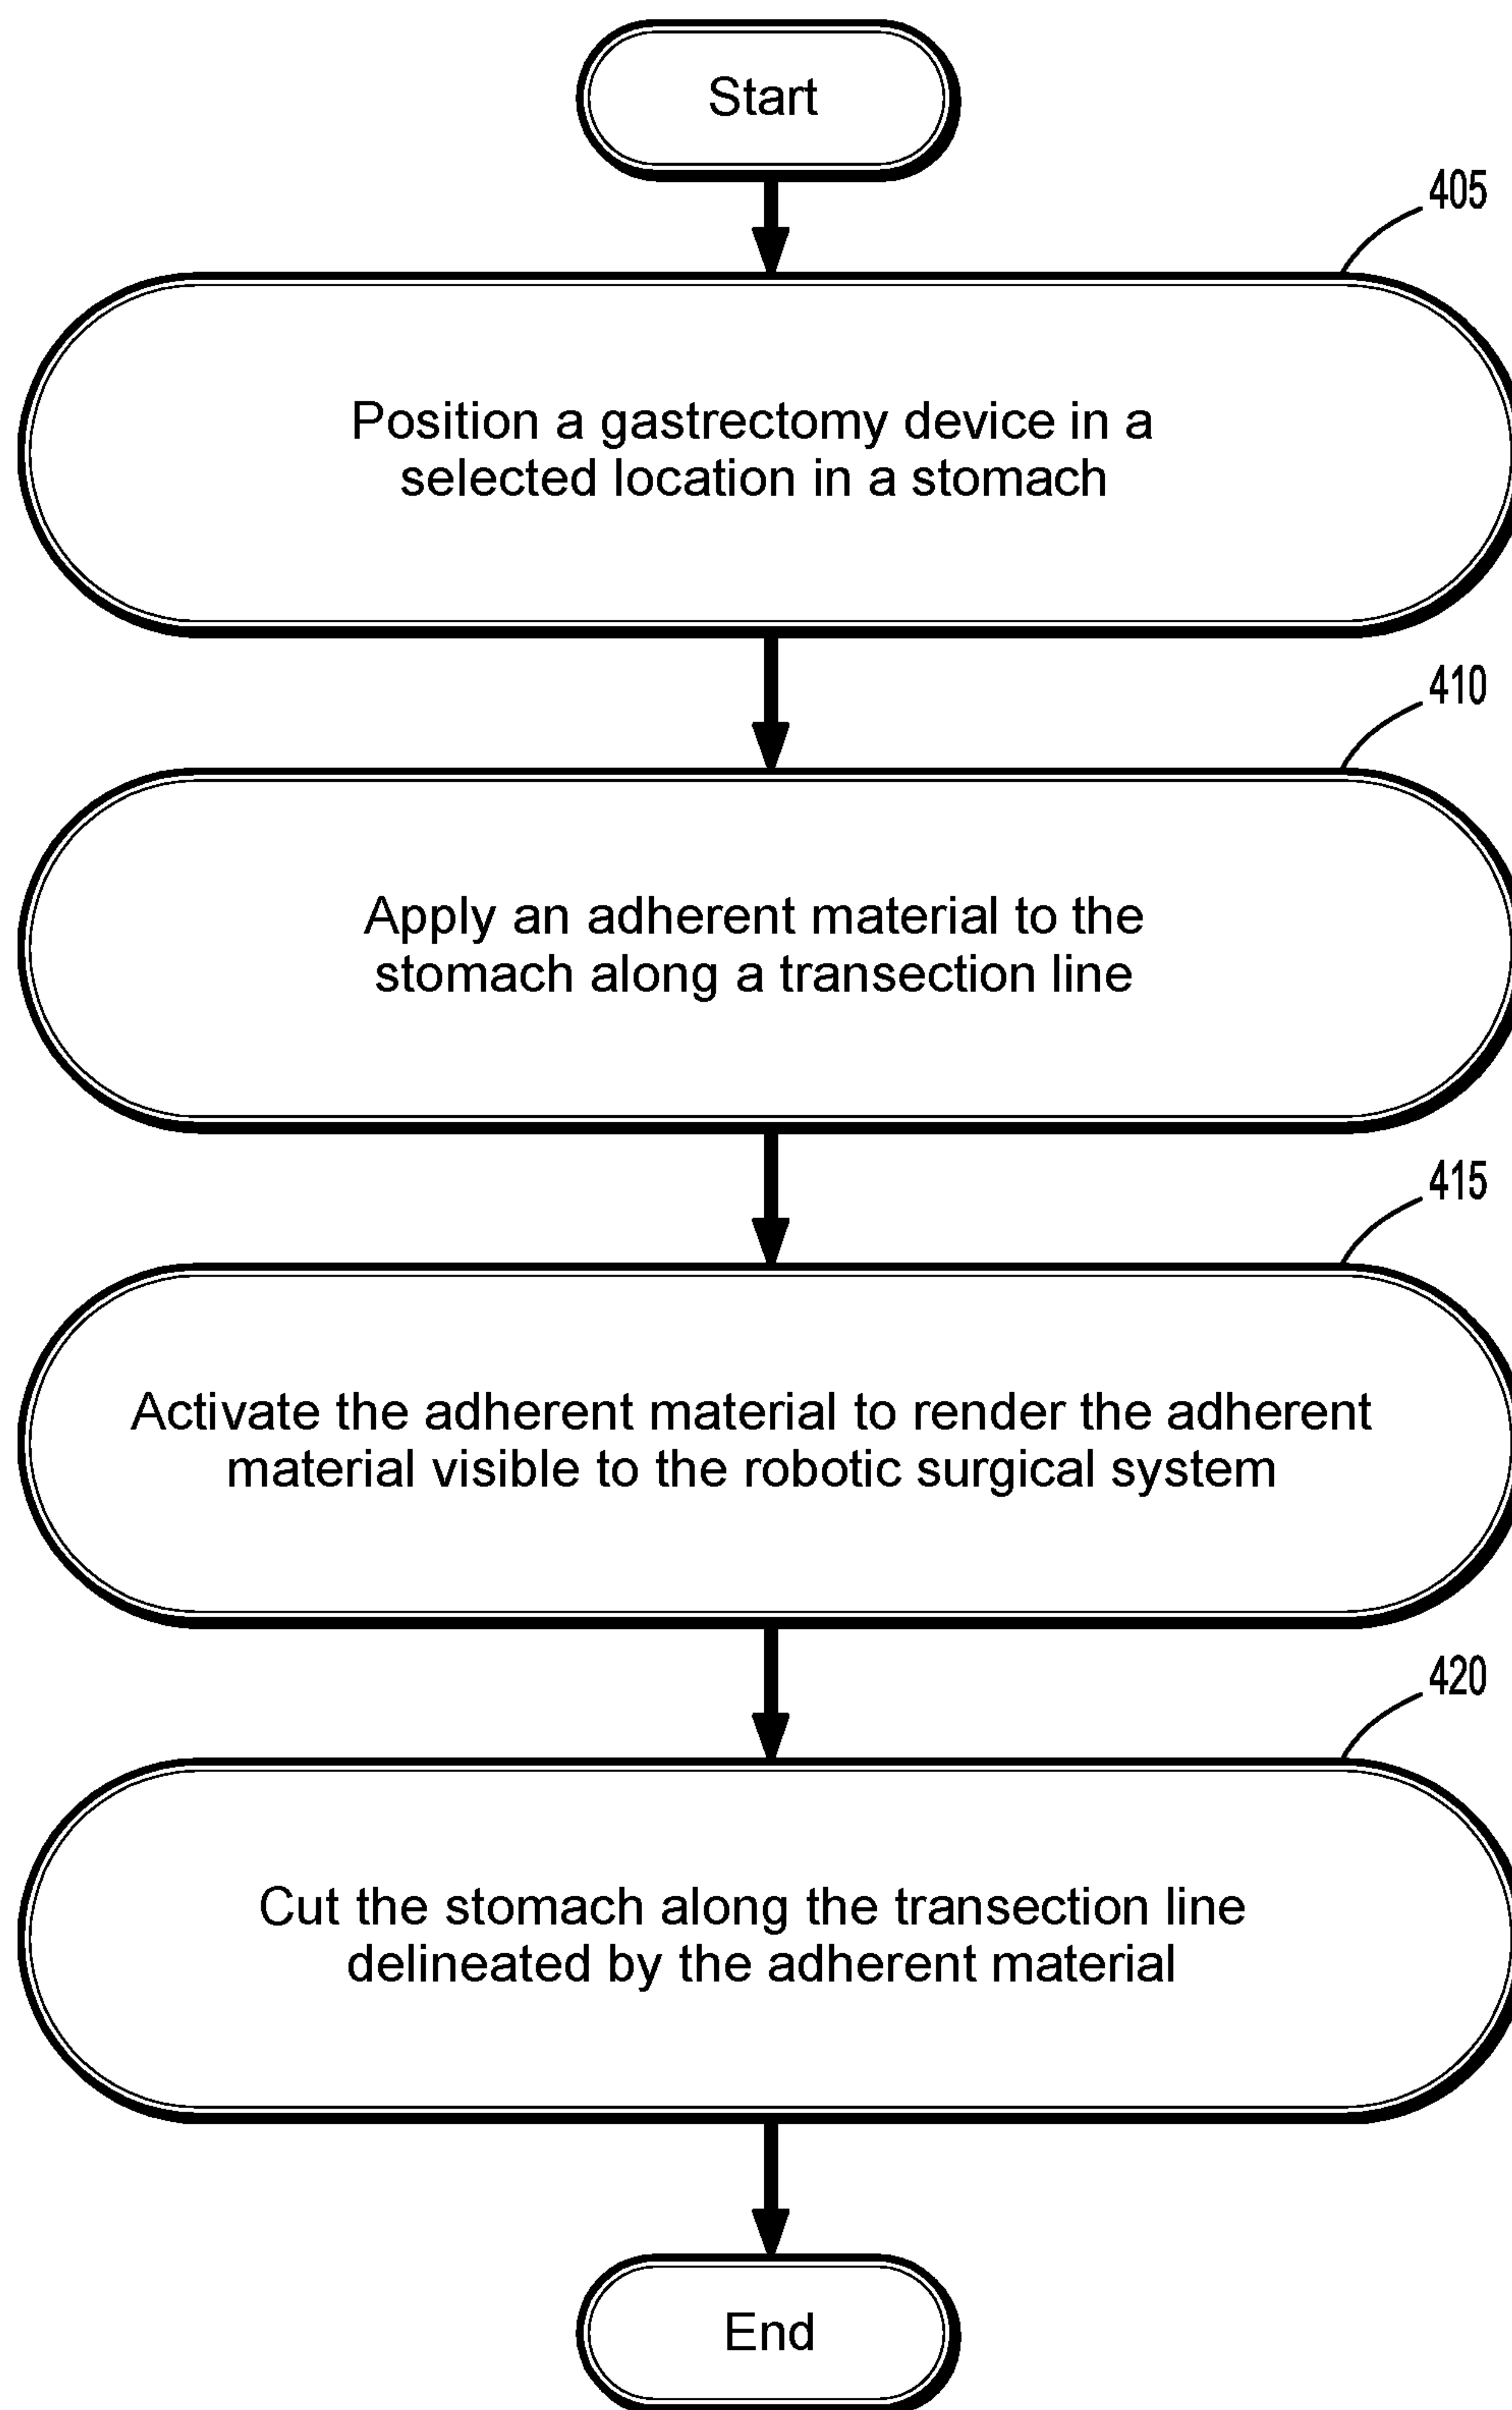 Start
405
Position a gastrectomy device in a
selected location in a stomach
410
Apply an adherent material to the
stomach along a transection line
415
Activate the adherent material to render the adherent
material visible to the robotic surgical system
420
Cut the stomach along the transection line
delineated by the adherent material
End